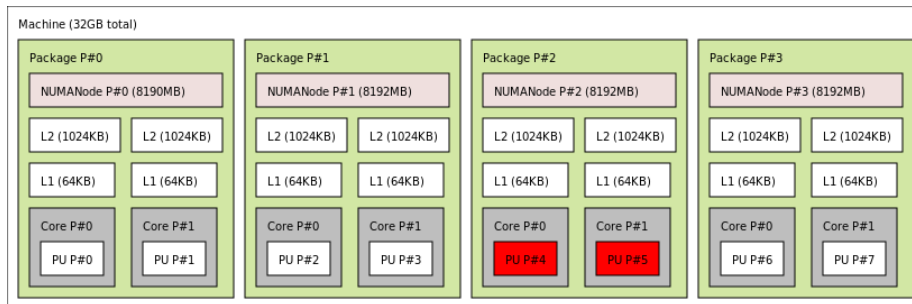 Machine (32GB total)
Package P#0 Package P#1 Package P#2 Package P#3
NUMANode P#0 (8190MB) NUMANode P#1 (8192MB) NUMANode P#2 (8192MB) NUMANode P#3 (8192MB)
L2 (1024KB) L2 (1024KB) L2 (1024KB) L2 (1024KB) L2 (1024KB) L2 (1024KB) L2 (1024KB) L2 (1024KB)
L1 (64KB) L1 (64KB) L1 (64KB) L1 (64KB) L1 (64KB) L1 (64KB) L1 (64KB) L1 (64KB)
Core P#0 Core P#1 Core P#0 Core P#1 Core P#0 Core P#1 Core P#0 Core P#1
PU P#0 PU P#1 PU P#2 PU P#3 PU P#4 PU P#5 PU P#6 PU P#7